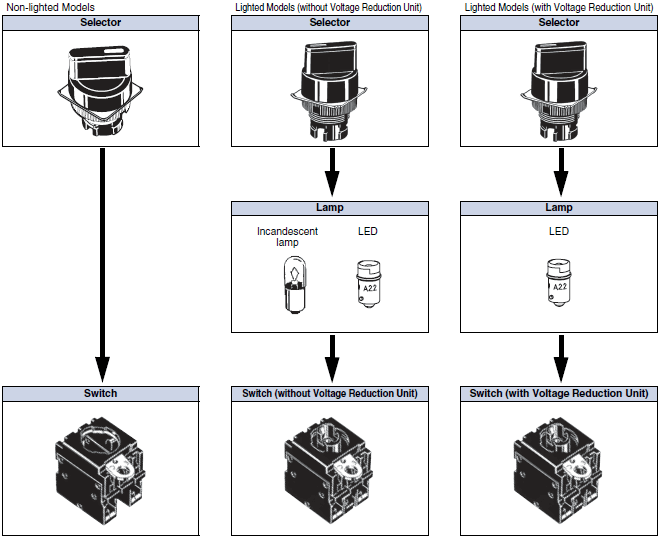 Non-lighted Models
Selector
Switch
Lighted Models (without Voltage Reduction Unit)
Selector
Lamp
Incandescent
lamp
LED
A22
Switch (without Voltage Reduction Unit)
Lighted Models (with Voltage Reduction Unit)
Selector
Lamp
LED
A22
Switch (with Voltage Reduction Unit)